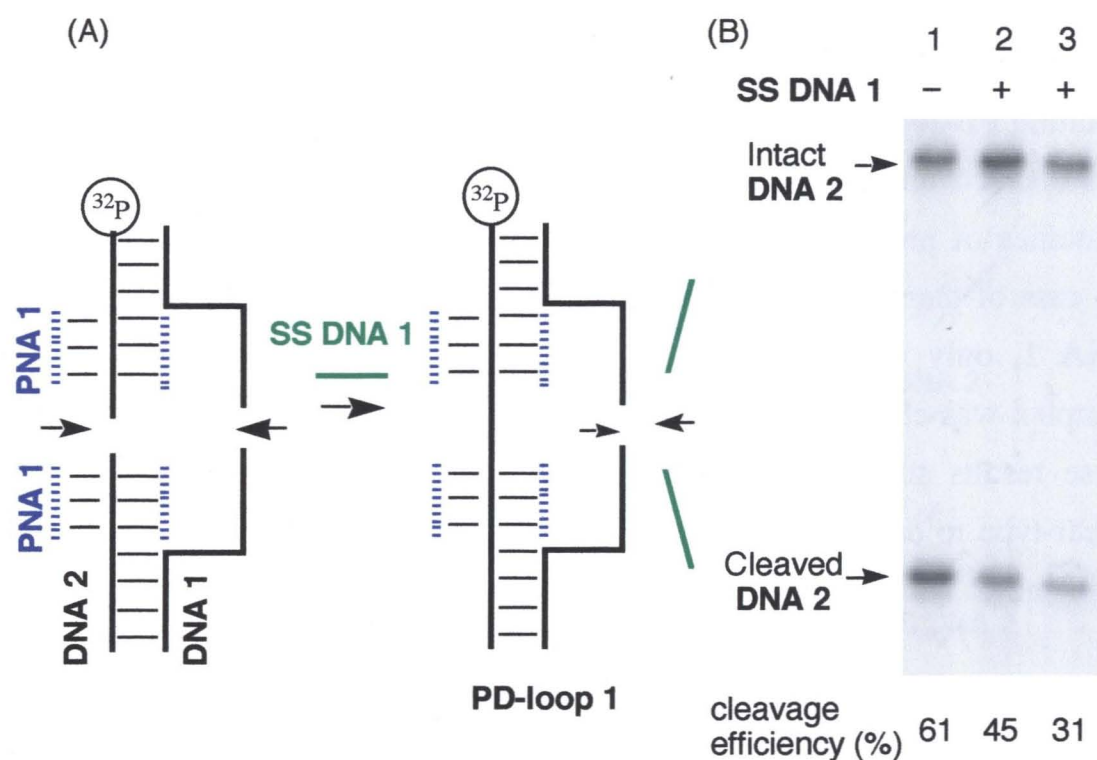 (A)
32P
PNA 1
PNA 1
DNA 2
DNA 1
SS DNA 1
32P
PD-loop 1
(B)
1 2 3
SS DNA 1 – + +
Intact
DNA 2
Cleaved
DNA 2
cleavage
efficiency (%) 61 45 31